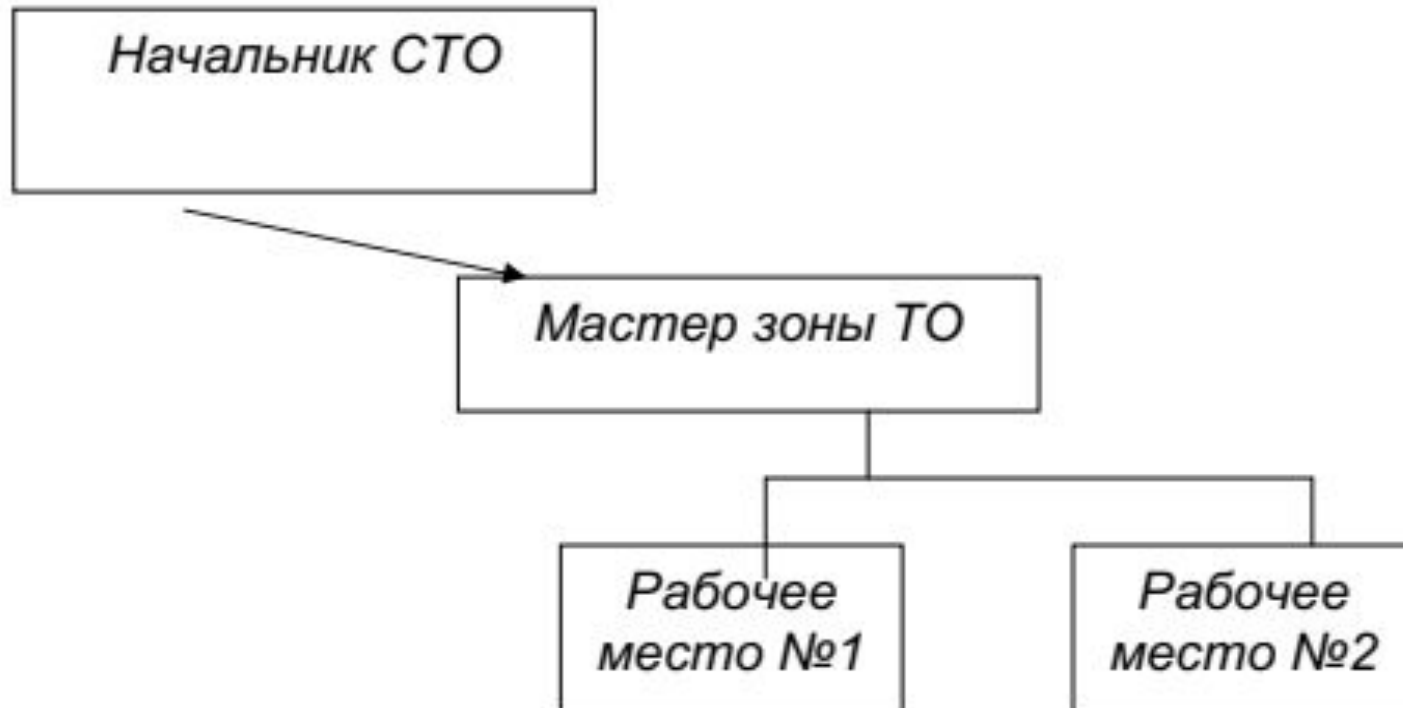 Начальник СТО
Мастер зоны ТО
Рабочее
место №1
Рабочее
место №2